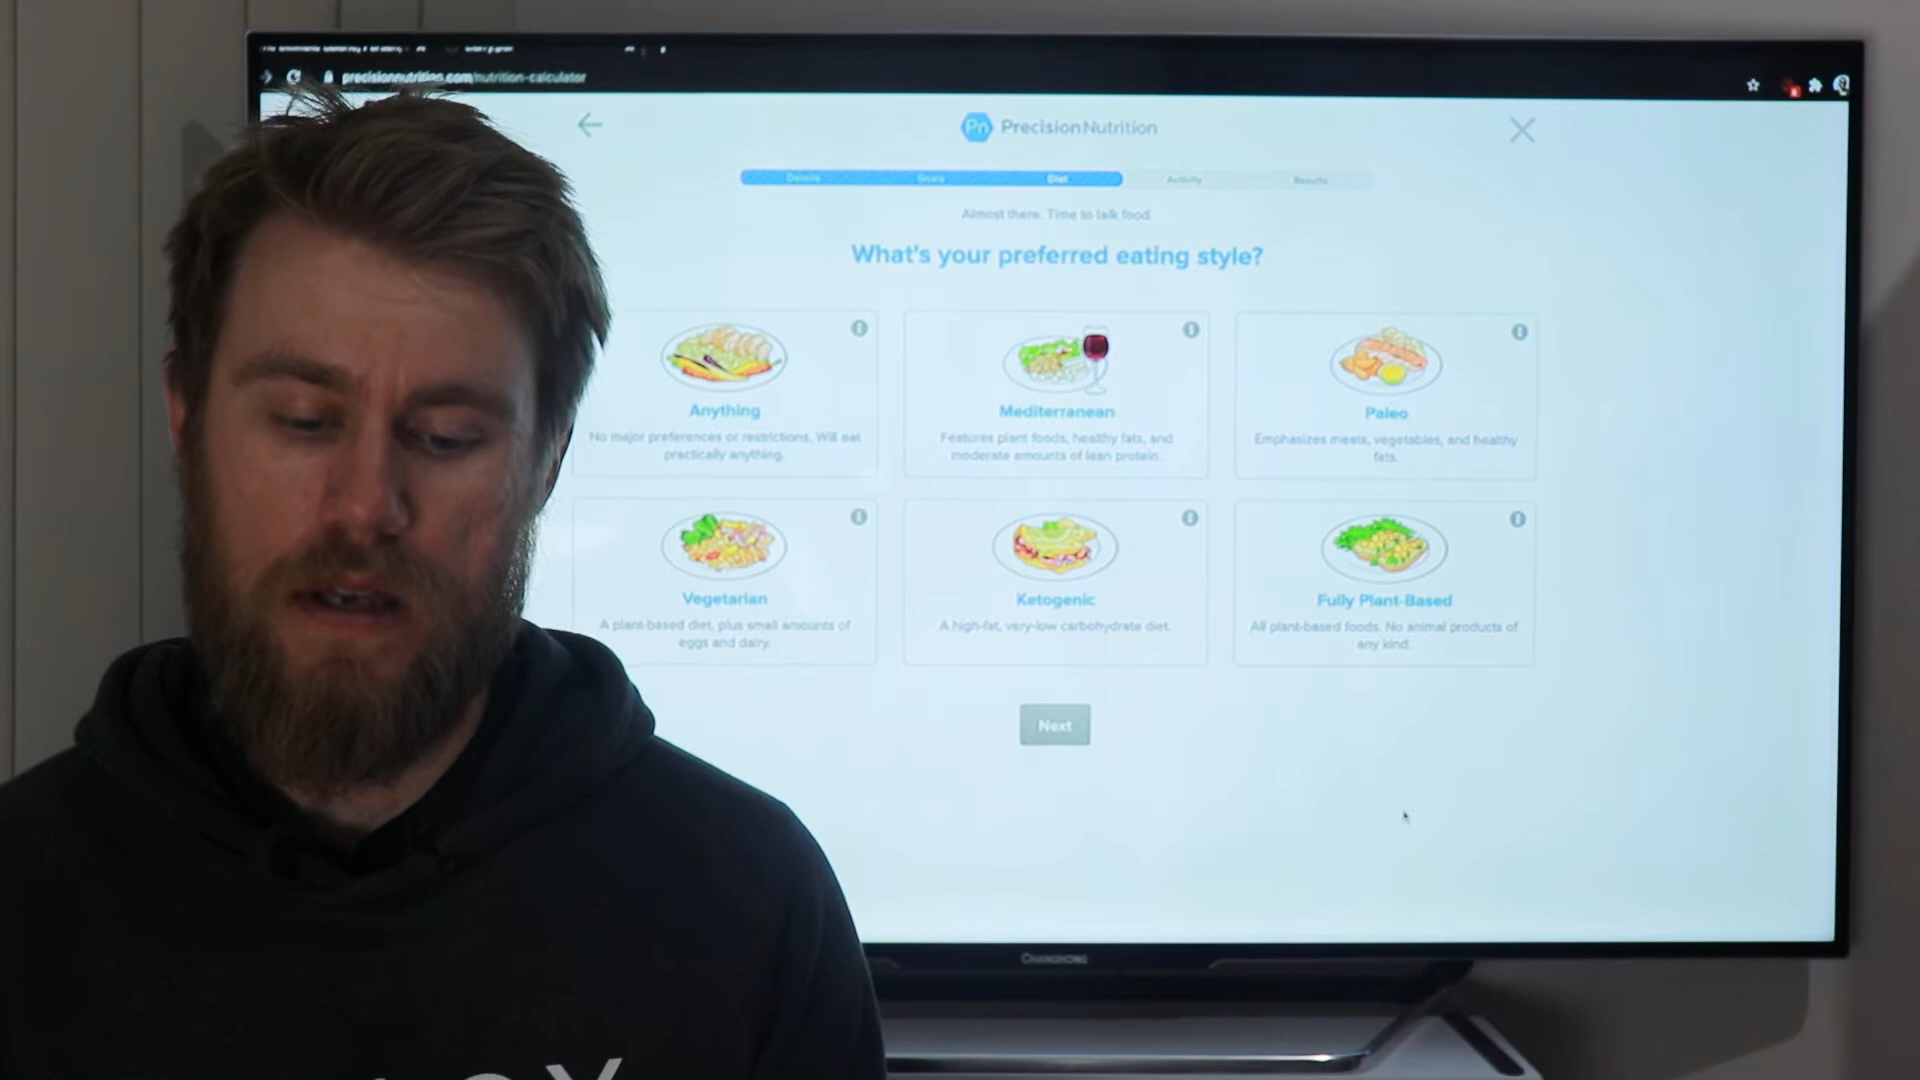 precisionnutrition.com/nutrition-calculator
Pn PrecisionNutrition
Details Goals Diet Activity Results
Almost there. Time to talk food.
What's your preferred eating style?
Anything
No major preferences or restrictions. Will eat
practically anything.
Mediterranean
Features plant foods, healthy fats, and
moderate amounts of lean protein.
Paleo
Emphasizes meats, vegetables, and healthy
fats.
Vegetarian
A plant-based diet, plus small amounts of
eggs and dairy.
Ketogenic
A high-fat, very-low carbohydrate diet.
Fully Plant-Based
All plant-based foods. No animal products of
any kind.
Next
CHANGHONG